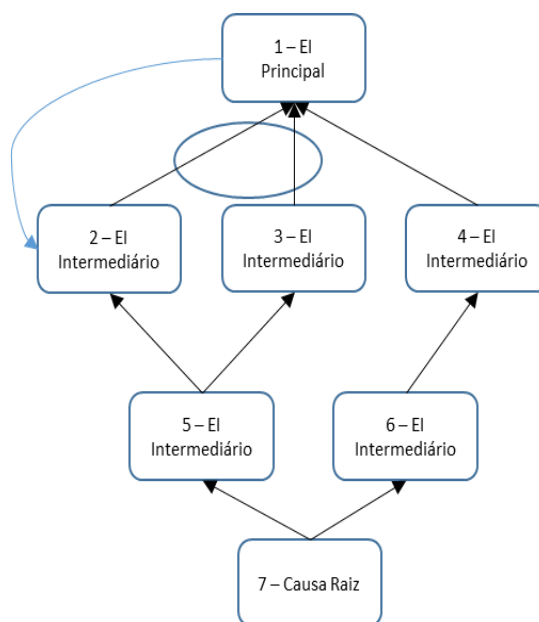 1 – EI
Principal
2 – EI
Intermediário
3 – EI
Intermediário
4 – EI
Intermediário
5 – EI
Intermediário
6 – EI
Intermediário
7 – Causa Raiz